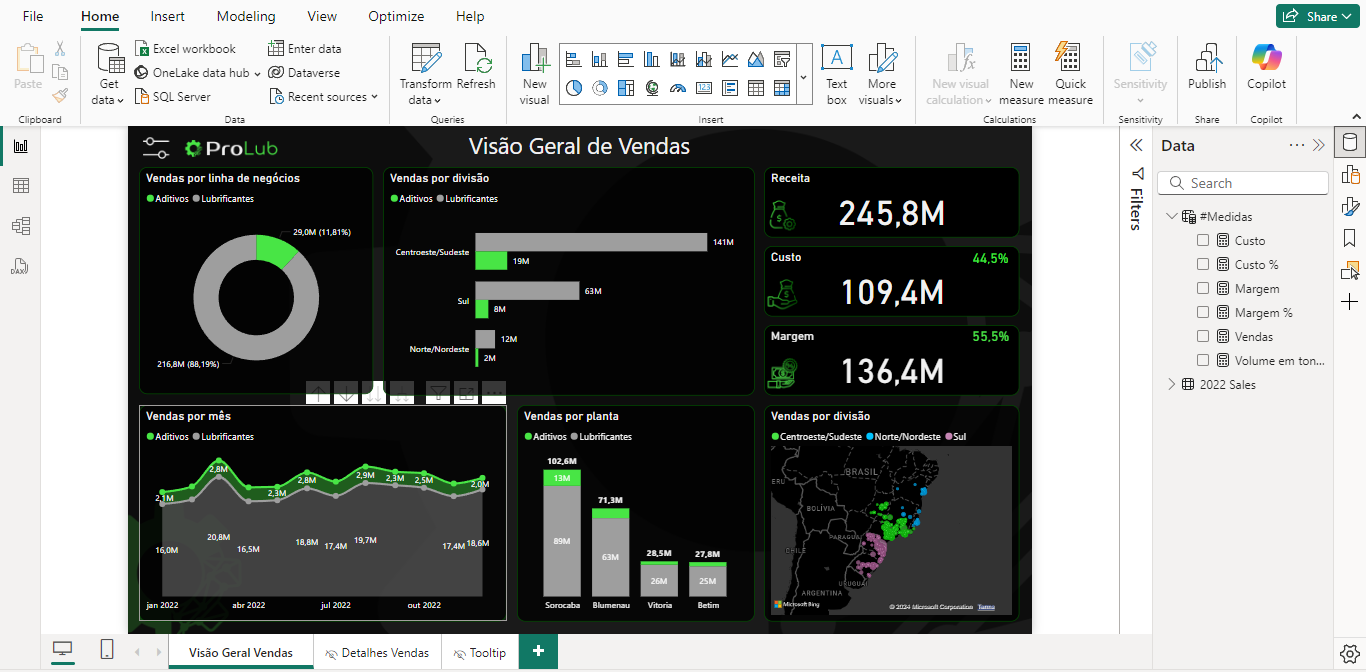 File Home Insert Modeling View Optimize Help Share
Paste
Clipboard
Get data
Excel workbook
OneLake data hub
SQL Server
Enter data
Dataverse
Recent sources
Data
Transform data
Refresh
Queries
New visual
Text box
More visuals
Insert
New visual calculation
New measure
Quick measure
Calculations
Sensitivity
Sensitivity
Publish
Share
Copilot
Copilot
ProLub
Visão Geral de Vendas
Vendas por linha de negócios
Aditivos Lubrificantes
29,0M (11,81%)
216,8M (88,19%)
Vendas por divisão
Aditivos Lubrificantes
Centroeste/Sudeste
141M
19M
Sul
63M
8M
Norte/Nordeste
12M
2M
Receita
245,8M
Custo
44,5%
109,4M
Margem
55,5%
136,4M
Vendas por mês
Aditivos Lubrificantes
2,1M 2,8M 2,3M 2,8M 2,9M 2,3M 2,5M 2,0M
16,0M 20,8M 16,5M 18,8M 17,4M 19,7M 17,4M 18,6M
jan 2022 abr 2022 jul 2022 out 2022
Vendas por planta
Aditivos Lubrificantes
102,6M
13M
89M
71,3M
63M
28,5M
26M
27,8M
25M
Sorocaba Blumenau Vitoria Betim
Vendas por divisão
Centroeste/Sudeste Norte/Nordeste Sul
BRASIL
ERU
BOLÍVIA
PARAGUAI
CHILE
URUGUAI
ARGENTINA
Microsoft Bing
© 2024 Microsoft Corporation Terms
Filters
Data
Search
#Medidas
Custo
Custo %
Margem
Margem %
Vendas
Volume em ton...
2022 Sales
DAX
Visão Geral Vendas
Detalhes Vendas
Tooltip